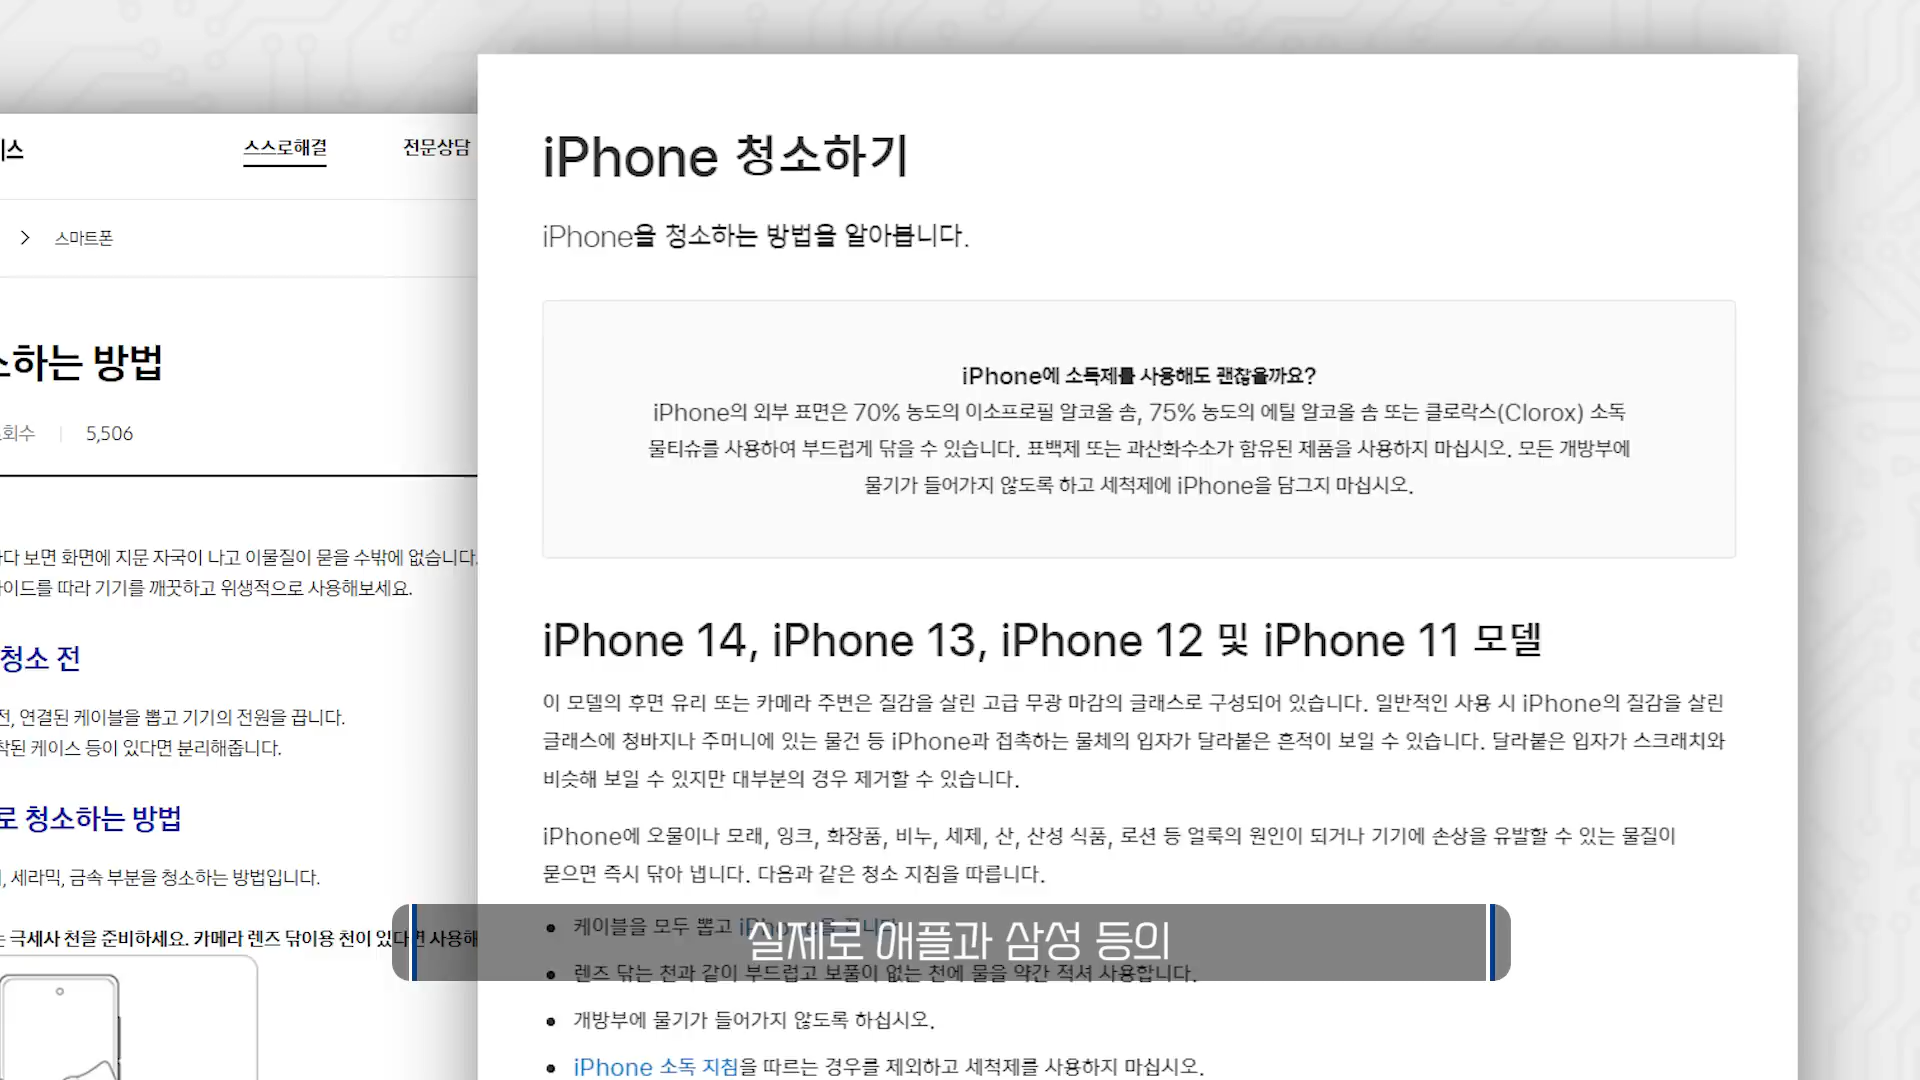 스스로해결
전문상담
스마트폰
하는 방법
5,506
다 보면 화면에 지문 자국이 나고 이물질이 묻을 수밖에 없습니다.
이드를 따라 기기를 깨끗하고 위생적으로 사용해보세요.
청소 전
전, 연결된 케이블을 뽑고 기기의 전원을 끕니다.
착된 케이스 등이 있다면 분리해줍니다.
로 청소하는 방법
, 세라믹, 금속 부분을 청소하는 방법입니다.
는 극세사 천을 준비하세요. 카메라 렌즈 닦이용 천이 있다면 사용해
iPhone 청소하기
iPhone을 청소하는 방법을 알아봅니다.
iPhone에 소독제를 사용해도 괜찮을까요?
iPhone의 외부 표면은 70% 농도의 이소프로필 알코올 솜, 75% 농도의 에틸 알코올 솜 또는 클로락스(Clorox) 소독
물티슈를 사용하여 부드럽게 닦을 수 있습니다. 표백제 또는 과산화수소가 함유된 제품을 사용하지 마십시오. 모든 개방부에
물기가 들어가지 않도록 하고 세척제에 iPhone을 담그지 마십시오.
iPhone 14, iPhone 13, iPhone 12 및 iPhone 11 모델
이 모델의 후면 유리 또는 카메라 주변은 질감을 살린 고급 무광 마감의 글래스로 구성되어 있습니다. 일반적인 사용 시 iPhone의 질감을 살린
글래스에 청바지나 주머니에 있는 물건 등 iPhone과 접촉하는 물체의 입자가 달라붙은 흔적이 보일 수 있습니다. 달라붙은 입자가 스크래치와
비슷해 보일 수 있지만 대부분의 경우 제거할 수 있습니다.
iPhone에 오물이나 모래, 잉크, 화장품, 비누, 세제, 산, 산성 식품, 로션 등 얼룩의 원인이 되거나 기기에 손상을 유발할 수 있는 물질이
묻으면 즉시 닦아 냅니다. 다음과 같은 청소 지침을 따릅니다.
케이블을 모두 뽑고 iPhone을 끕니다.
실제로 애플과 삼성 등의
렌즈 닦는 천과 같이 부드럽고 보풀이 없는 천에 물을 약간 적셔 사용합니다.
개방부에 물기가 들어가지 않도록 하십시오.
iPhone 소독 지침을 따르는 경우를 제외하고 세척제를 사용하지 마십시오.